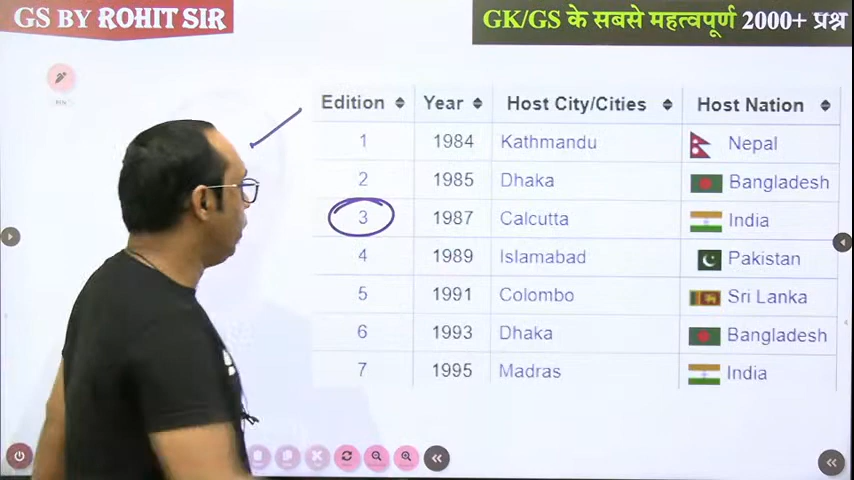 GS BY ROHIT SIR
GK/GS के सबसे महत्वपूर्ण 2000+ प्रश्न
Edition Year Host City/Cities Host Nation
1 1984 Kathmandu Nepal
2 1985 Dhaka Bangladesh
3 1987 Calcutta India
4 1989 Islamabad Pakistan
5 1991 Colombo Sri Lanka
6 1993 Dhaka Bangladesh
7 1995 Madras India